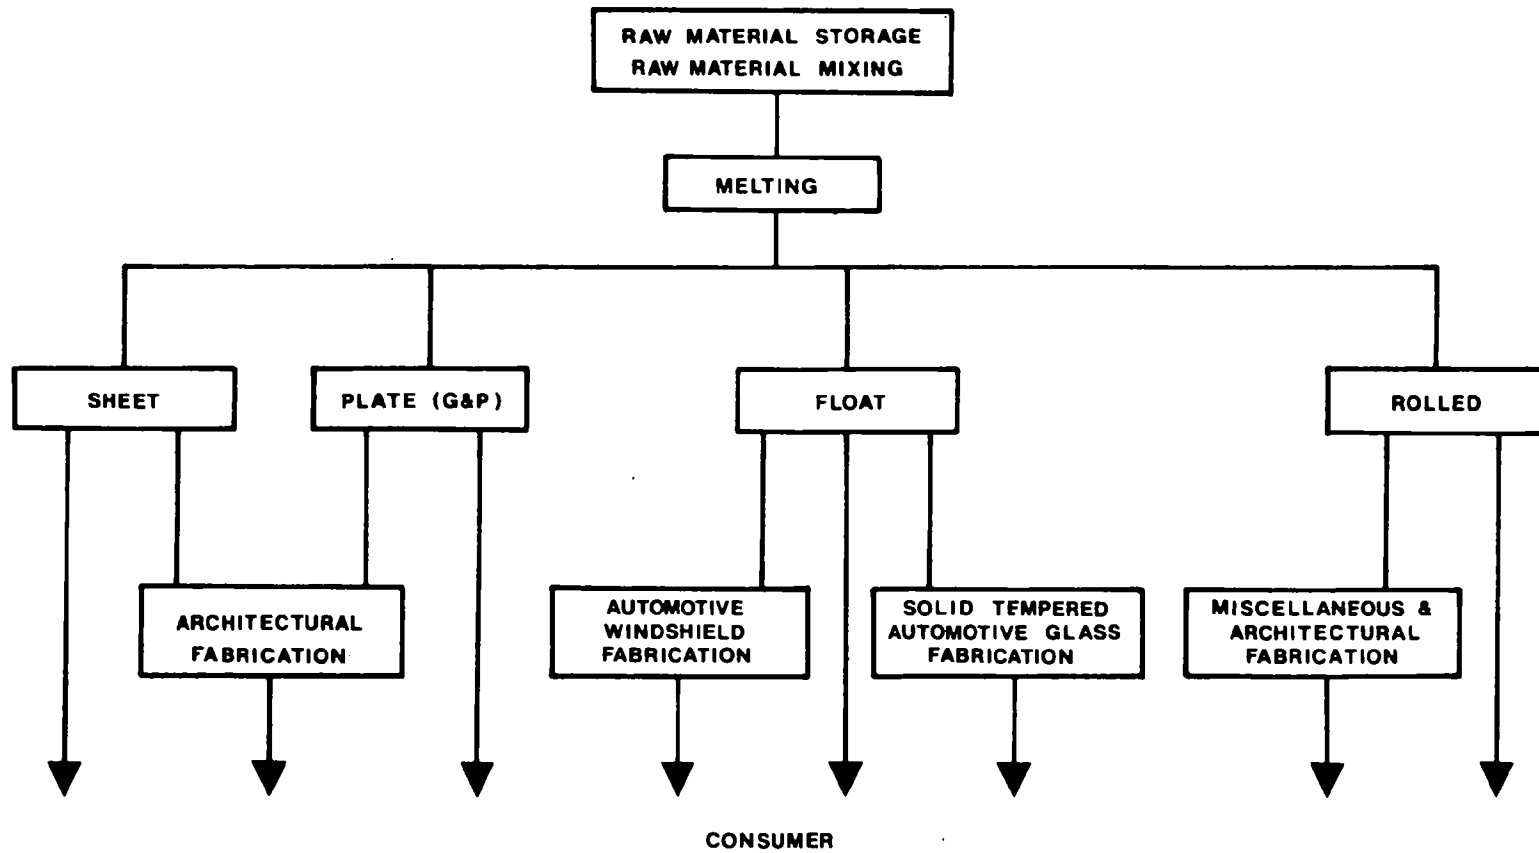 RAW MATERIAL STORAGE
RAW MATERIAL MIXING
MELTING
SHEET
PLATE (G&P)
FLOAT
ROLLED
ARCHITECTURAL
FABRICATION
AUTOMOTIVE
WINDSHIELD
FABRICATION
SOLID TEMPERED
AUTOMOTIVE GLASS
FABRICATION
MISCELLANEOUS &
ARCHITECTURAL
FABRICATION
CONSUMER